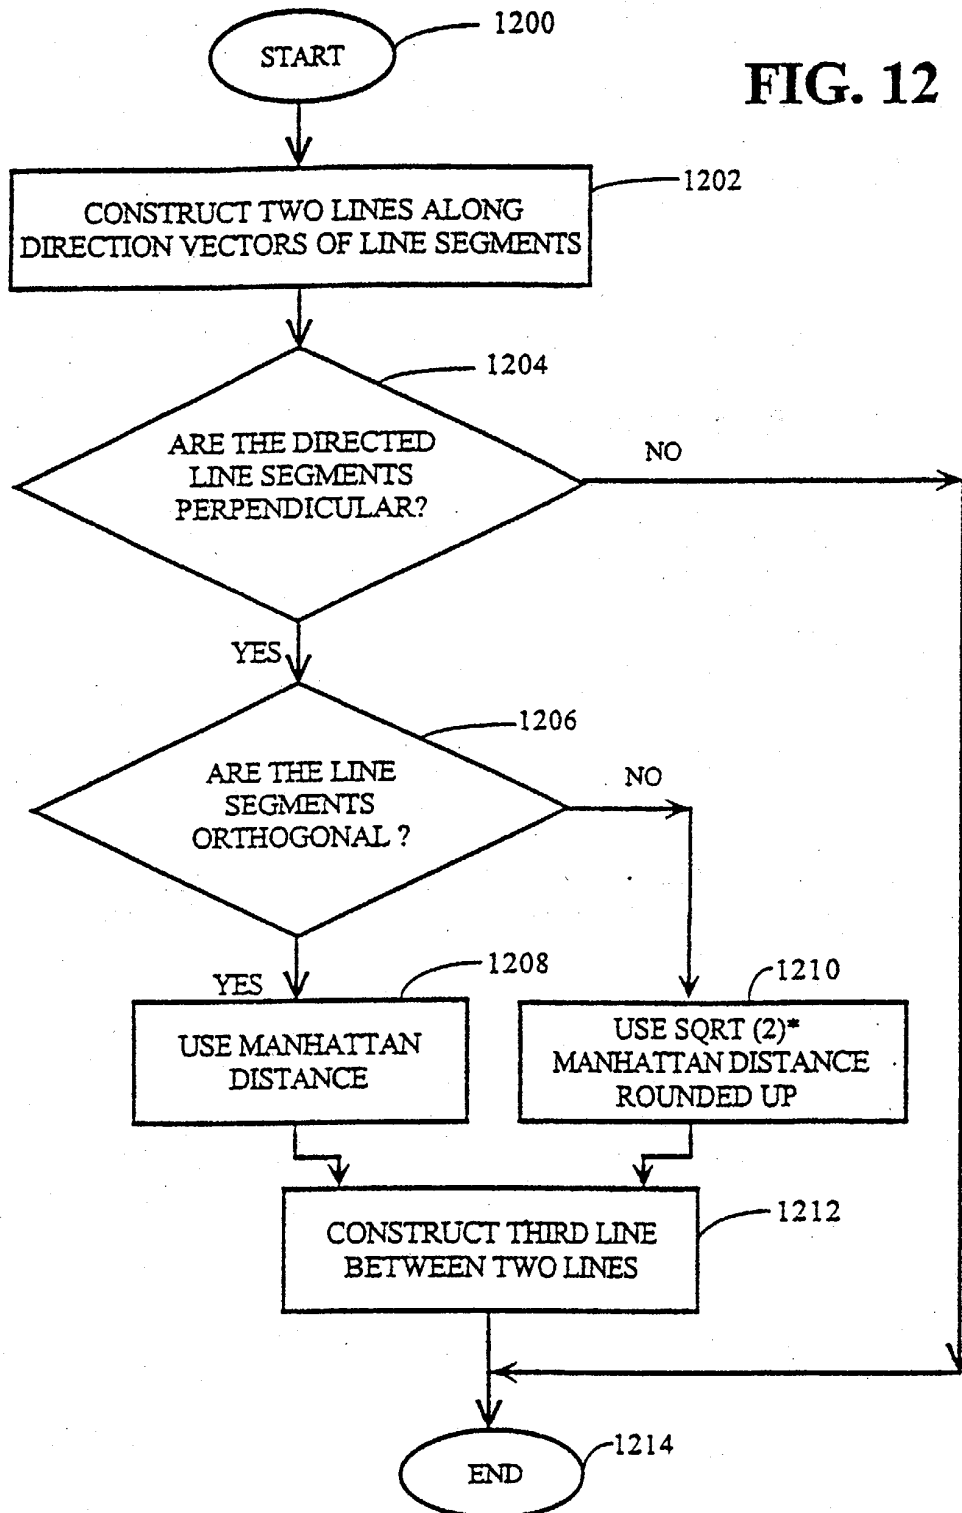 START
1200
FIG. 12
1202
CONSTRUCT TWO LINES ALONG
DIRECTION VECTORS OF LINE SEGMENTS
1204
ARE THE DIRECTED
LINE SEGMENTS
PERPENDICULAR?
NO
YES
1206
ARE THE LINE
SEGMENTS
ORTHOGONAL ?
NO
YES
1208
USE MANHATTAN
DISTANCE
1210
USE SQRT (2)*
MANHATTAN DISTANCE
ROUNDED UP
1212
CONSTRUCT THIRD LINE
BETWEEN TWO LINES
1214
END